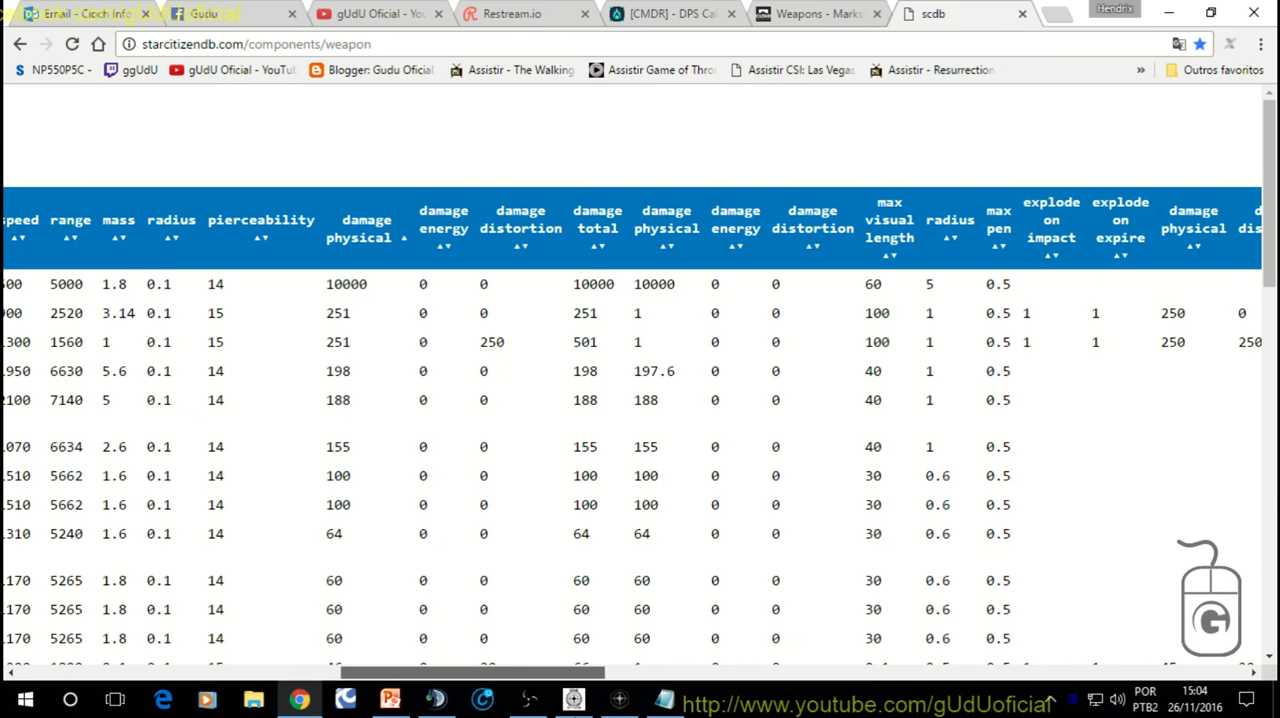 Email - Cioch Info
Gudu
gUdU Oficial - Yo
Restream.io
[CMDR] - DPS Ca
Weapons - Marks
scdb
Hendrix
starcitizendb.com/components/weapon
NP550P5C -
ggUdU
gUdU Oficial - YouTu
Blogger: Gudu Oficial
Assistir - The Walking
Assistir Game of Thro
Assistir CSI: Las Vegas
Assistir - Resurrection
» Outros favoritos
speed range mass radius pierceability damage physical damage energy damage distortion damage total damage physical damage energy damage distortion max visual length radius max pen explode on impact explode on expire damage physical
500 5000 1.8 0.1 14 10000 0 0 10000 10000 0 0 60 5 0.5
900 2520 3.14 0.1 15 251 0 0 251 1 0 0 100 1 0.5 1 1 250 0
1300 1560 1 0.1 15 251 0 250 501 1 0 0 100 1 0.5 1 1 250 250
1950 6630 5.6 0.1 14 198 0 0 198 197.6 0 0 40 1 0.5
2100 7140 5 0.1 14 188 0 0 188 188 0 0 40 1 0.5
1070 6634 2.6 0.1 14 155 0 0 155 155 0 0 40 1 0.5
1510 5662 1.6 0.1 14 100 0 0 100 100 0 0 30 0.6 0.5
1510 5662 1.6 0.1 14 100 0 0 100 100 0 0 30 0.6 0.5
1310 5240 1.6 0.1 14 64 0 0 64 64 0 0 30 0.6 0.5
1170 5265 1.8 0.1 14 60 0 0 60 60 0 0 30 0.6 0.5
1170 5265 1.8 0.1 14 60 0 0 60 60 0 0 30 0.6 0.5
1170 5265 1.8 0.1 14 60 0 0 60 60 0 0 30 0.6 0.5
G
http://www.youtube.com/gUdUoficial
POR
PTB2
15:04
26/11/2016